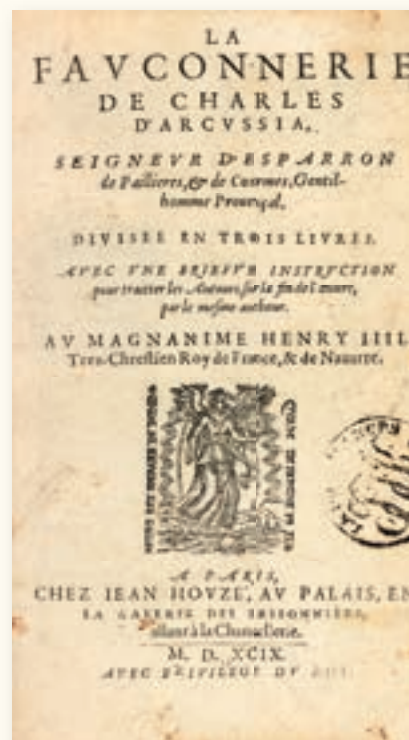 LA
FAVCONNERIE
DE CHARLES
D'ARCVSSIA,
SEIGNEVR D'ESPARRON
de Pallieres, & de Courmes, Gentil-
homme Prouençal,
DIVISEE EN TROIS LIVRES.
AVEC VNE BRIEFVE INSTRVCTION
pour traitter les Autours, sur la fin de l'œuure,
par le mesme autheur.
AV MAGNANIME HENRY IIII.
Tres-Chrestien Roy de France, & de Nauarre.
A PARIS,
CHEZ IEAN HOVZE', AV PALAIS, EN
LA GALERIE DES PRISONNIERS,
allant à la Chancellerie.
M. D. XCIX.
AVEC PRIVILEGE DV